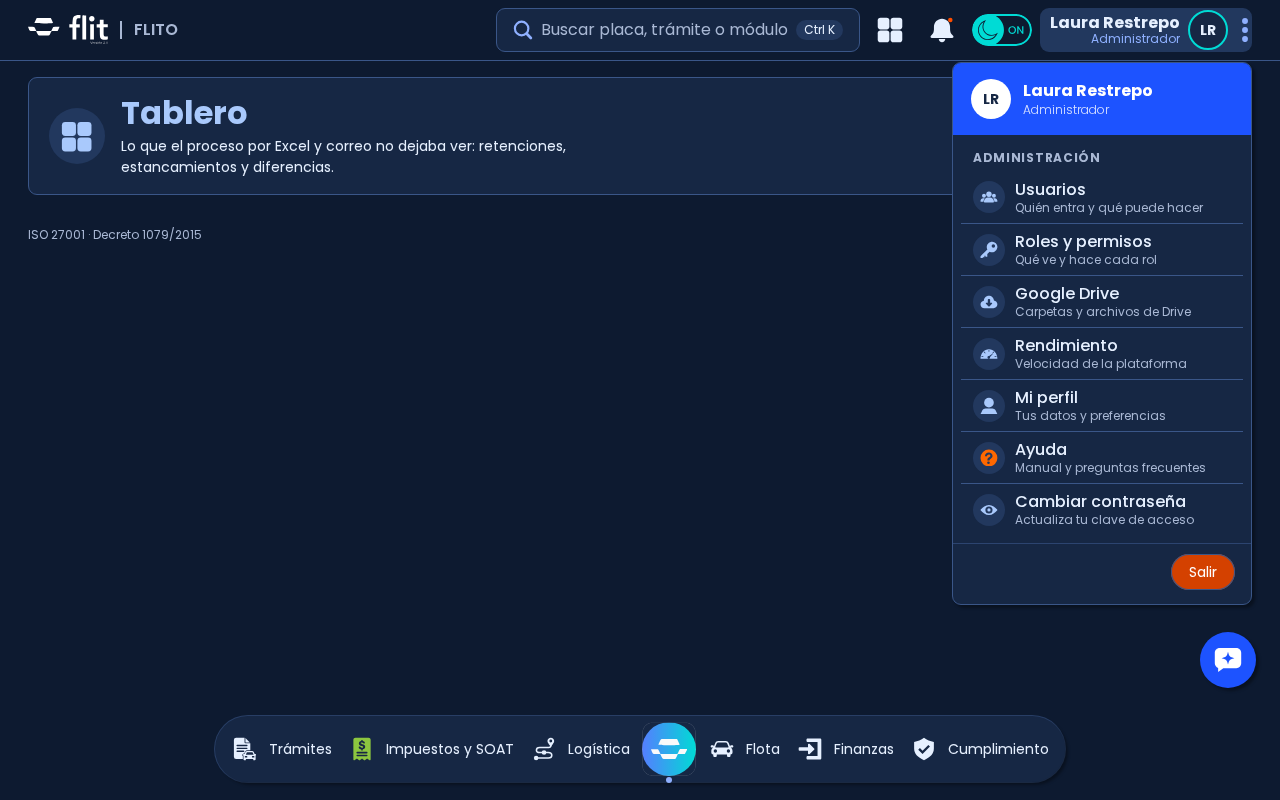 flit FLITO
Buscar placa, trámite o módulo Ctrl K
ON
Laura Restrepo
Administrador
LR
LR
Laura Restrepo
Administrador
Tablero
Lo que el proceso por Excel y correo no dejaba ver: retenciones,
estancamientos y diferencias.
ISO 27001 · Decreto 1079/2015
ADMINISTRACIÓN
Usuarios
Quién entra y qué puede hacer
Roles y permisos
Qué ve y hace cada rol
Google Drive
Carpetas y archivos de Drive
Rendimiento
Velocidad de la plataforma
Mi perfil
Tus datos y preferencias
Ayuda
Manual y preguntas frecuentes
Cambiar contraseña
Actualiza tu clave de acceso
Salir
Trámites
Impuestos y SOAT
Logística
Flota
Finanzas
Cumplimiento